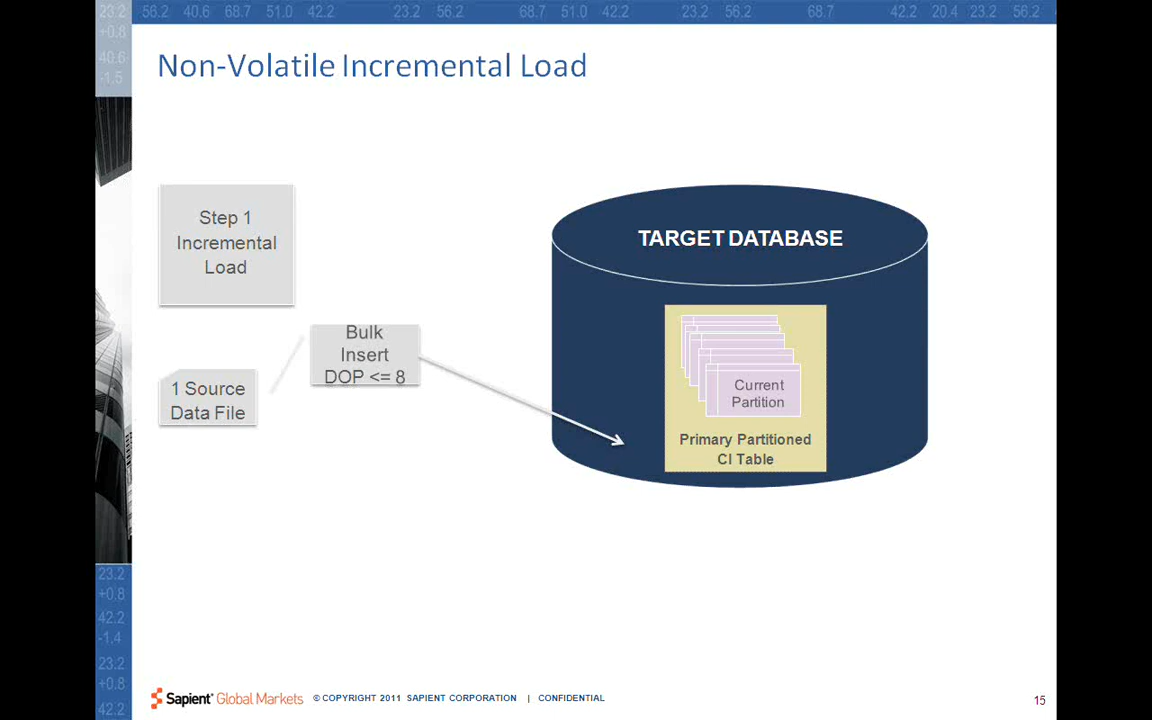 23.2 56.2 40.6 68.7 51.0 42.2 23.2 56.2 68.7 51.0 42.2 23.2 56.2 68.7 42.2 20.4 23.2 56.2
+0.8
40.6
-1.5
Non-Volatile Incremental Load
Step 1
Incremental
Load
TARGET DATABASE
Bulk
Insert
DOP <= 8
1 Source
Data File
Current
Partition
Primary Partitioned
CI Table
23.2
+0.8
42.2
-1.4
23.2
+0.8
42.2
Sapient Global Markets © COPYRIGHT 2011 SAPIENT CORPORATION | CONFIDENTIAL
15